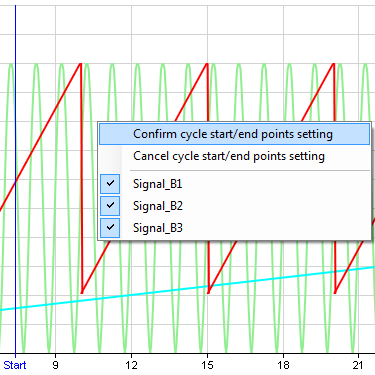 Confirm cycle start/end points setting
Cancel cycle start/end points setting
Signal_B1
Signal_B2
Signal_B3
Start 9 12 15 18 21